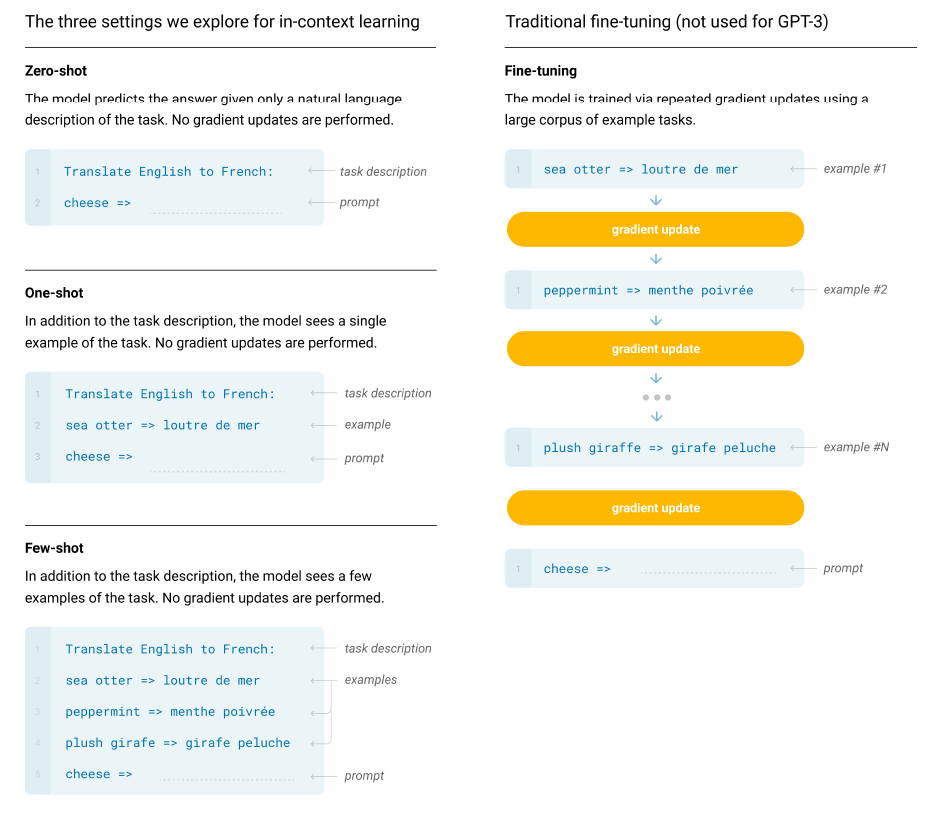 The three settings we explore for in-context learning
Zero-shot
The model predicts the answer given only a natural language
description of the task. No gradient updates are performed.
1 Translate English to French: task description
2 cheese => prompt
One-shot
In addition to the task description, the model sees a single
example of the task. No gradient updates are performed.
1 Translate English to French: task description
2 sea otter => loutre de mer example
3 cheese => prompt
Few-shot
In addition to the task description, the model sees a few
examples of the task. No gradient updates are performed.
1 Translate English to French: task description
2 sea otter => loutre de mer examples
3 peppermint => menthe poivrée
4 plush girafe => girafe peluche
5 cheese => prompt
Traditional fine-tuning (not used for GPT-3)
Fine-tuning
The model is trained via repeated gradient updates using a
large corpus of example tasks.
1 sea otter => loutre de mer example #1
gradient update
1 peppermint => menthe poivrée example #2
gradient update
1 plush giraffe => girafe peluche example #N
gradient update
1 cheese => prompt